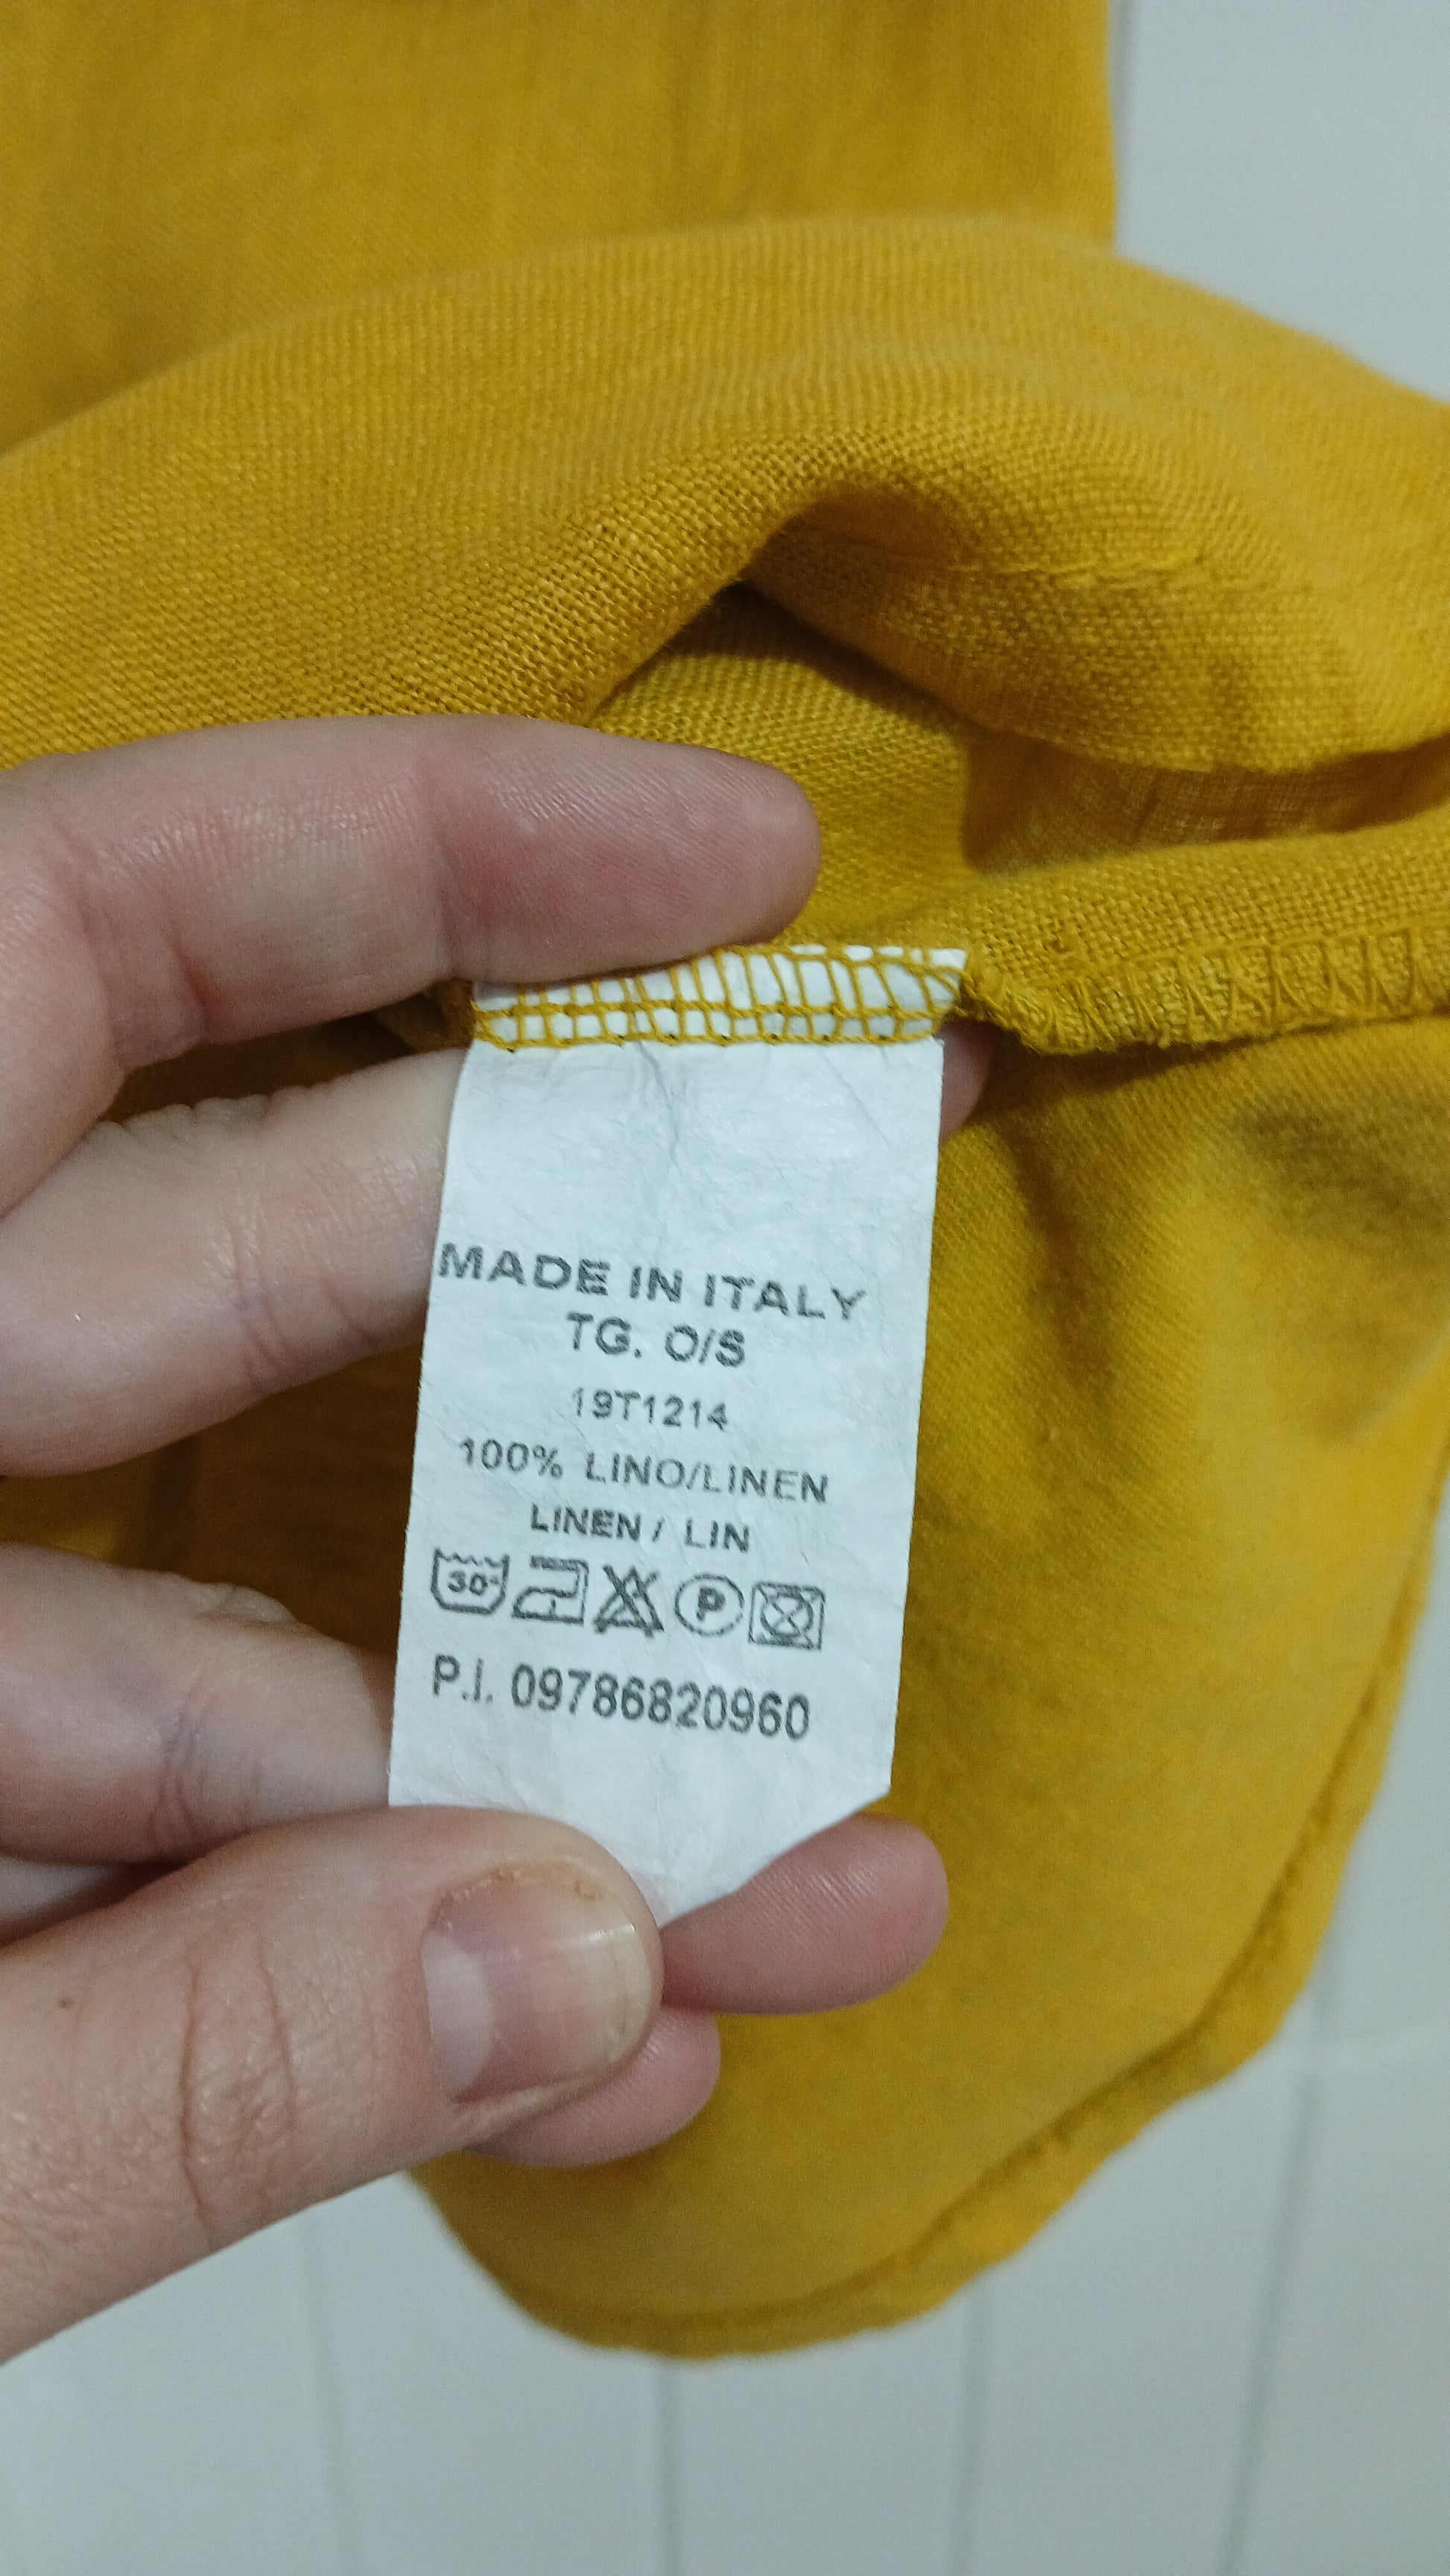 MADE IN ITALY
TG. O/S
19T1214
100% LINO/LINEN
LINEN / LIN
30°
P
P.I. 09786820960